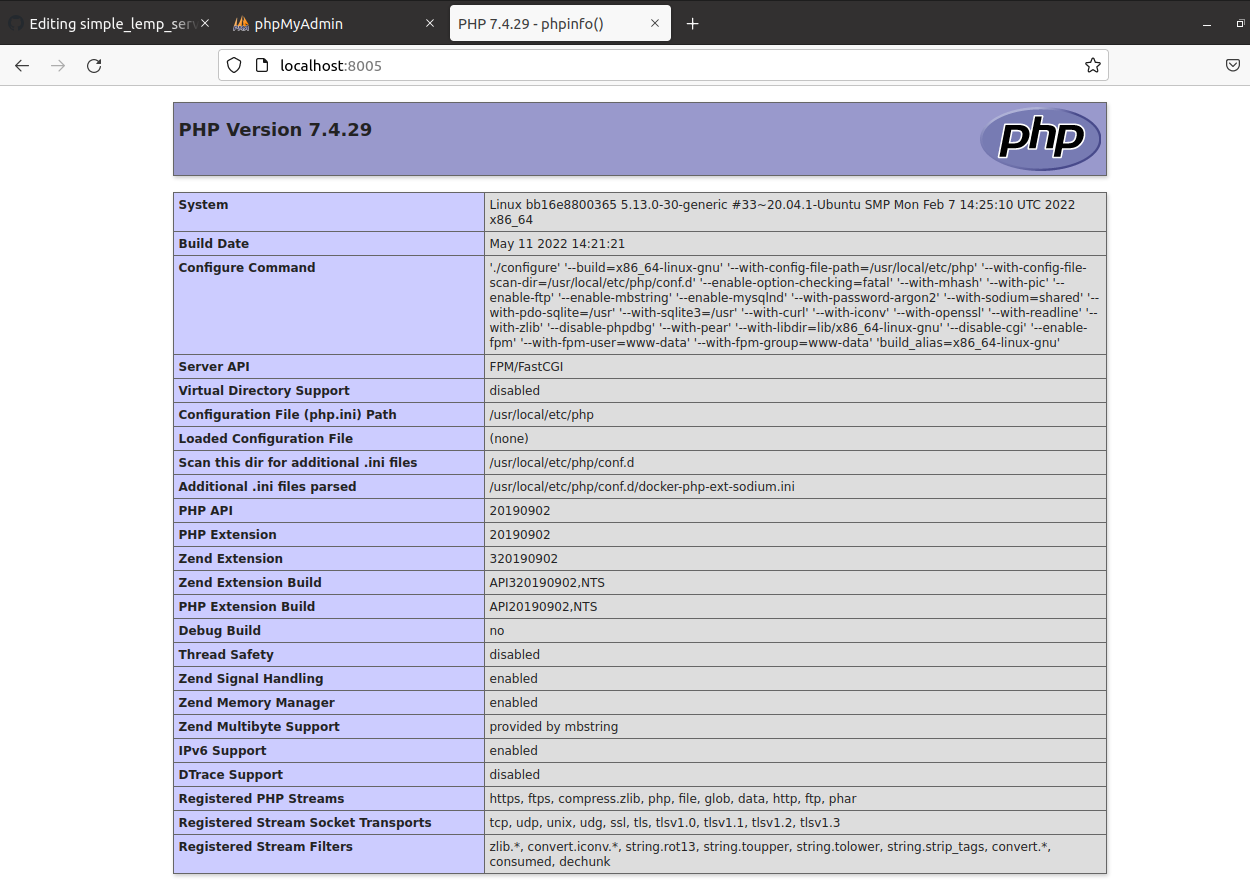 Editing simple_lemp_serv
phpMyAdmin
PHP 7.4.29 - phpinfo()
localhost:8005
PHP Version 7.4.29
php
System
Linux bb16e8800365 5.13.0-30-generic #33~20.04.1-Ubuntu SMP Mon Feb 7 14:25:10 UTC 2022
x86_64
Build Date
May 11 2022 14:21:21
Configure Command
'./configure' '--build=x86_64-linux-gnu' '--with-config-file-path=/usr/local/etc/php' '--with-config-file-
scan-dir=/usr/local/etc/php/conf.d' '--enable-option-checking=fatal' '--with-mhash' '--with-pic' '--
enable-ftp' '--enable-mbstring' '--enable-mysqlnd' '--with-password-argon2' '--with-sodium=shared' '--
with-pdo-sqlite=/usr' '--with-sqlite3=/usr' '--with-curl' '--with-iconv' '--with-openssl' '--with-readline' '--
with-zlib' '--disable-phpdbg' '--with-pear' '--with-libdir=lib/x86_64-linux-gnu' '--disable-cgi' '--enable-
fpm' '--with-fpm-user=www-data' '--with-fpm-group=www-data' 'build_alias=x86_64-linux-gnu'
Server API
FPM/FastCGI
Virtual Directory Support
disabled
Configuration File (php.ini) Path
/usr/local/etc/php
Loaded Configuration File
(none)
Scan this dir for additional .ini files
/usr/local/etc/php/conf.d
Additional .ini files parsed
/usr/local/etc/php/conf.d/docker-php-ext-sodium.ini
PHP API
20190902
PHP Extension
20190902
Zend Extension
320190902
Zend Extension Build
API320190902,NTS
PHP Extension Build
API20190902,NTS
Debug Build
no
Thread Safety
disabled
Zend Signal Handling
enabled
Zend Memory Manager
enabled
Zend Multibyte Support
provided by mbstring
IPv6 Support
enabled
DTrace Support
disabled
Registered PHP Streams
https, ftps, compress.zlib, php, file, glob, data, http, ftp, phar
Registered Stream Socket Transports
tcp, udp, unix, udg, ssl, tls, tlsv1.0, tlsv1.1, tlsv1.2, tlsv1.3
Registered Stream Filters
zlib.*, convert.iconv.*, string.rot13, string.toupper, string.tolower, string.strip_tags, convert.*,
consumed, dechunk